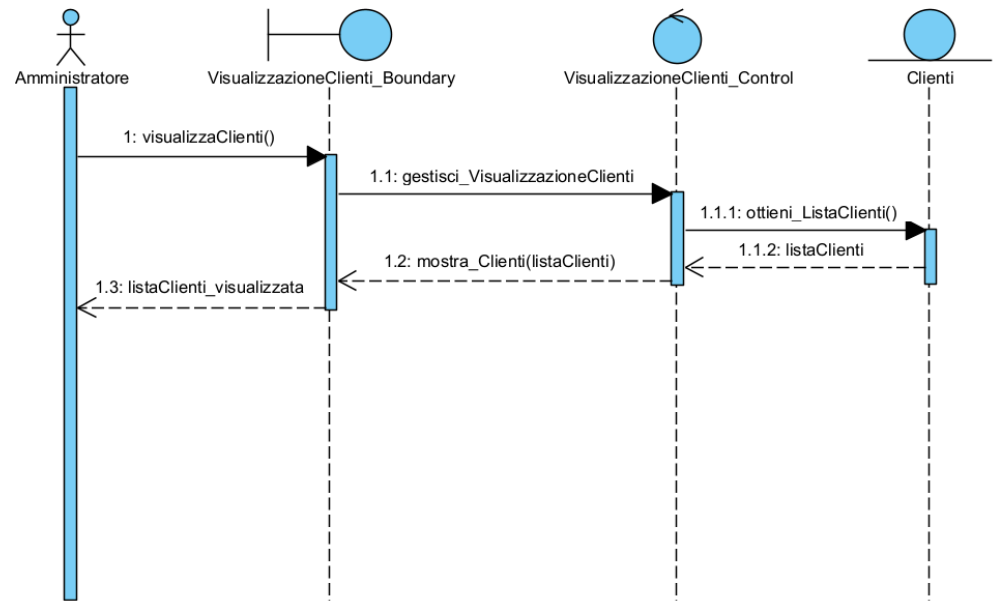 Amministratore
VisualizzazioneClienti_Boundary
VisualizzazioneClienti_Control
Clienti
1: visualizzaClienti()
1.1: gestisci_VisualizzazioneClienti
1.1.1: ottieni_ListaClienti()
1.1.2: listaClienti
1.2: mostra_Clienti(listaClienti)
1.3: listaClienti_visualizzata